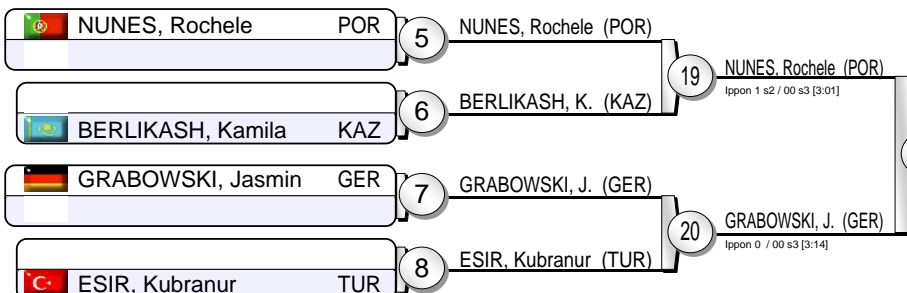 NUNES, Rochele POR
5
NUNES, Rochele (POR)
19
NUNES, Rochele (POR)
Ippon 1 s2 / 00 s3 [3:01]
6
BERLIKASH, K. (KAZ)
BERLIKASH, Kamila KAZ
GRABOWSKI, Jasmin GER
7
GRABOWSKI, J. (GER)
20
GRABOWSKI, J. (GER)
Ippon 0 / 00 s3 [3:14]
8
ESIR, Kubranur (TUR)
ESIR, Kubranur TUR